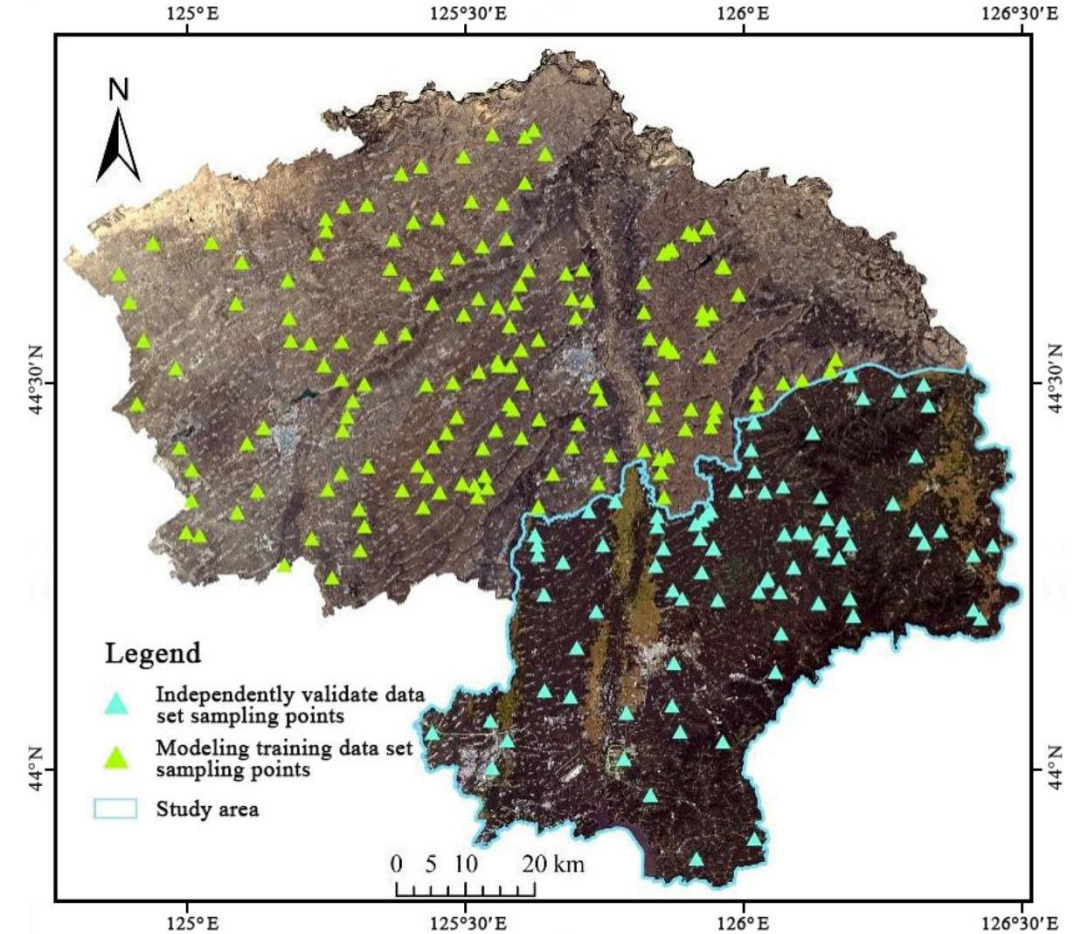 125°E 125°30′E 126°E 126°30′E
N
44°30′N 44°30′N
Legend
Independently validate data
set sampling points
Modeling training data set
sampling points
Study area
44°N 44°N
0 5 10 20 km
125°E 125°30′E 126°E 126°30′E